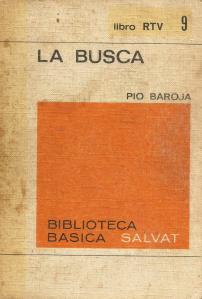 libro RTV 9
LA BUSCA
PIO BAROJA
BIBLIOTECA
BASICA SALVAT